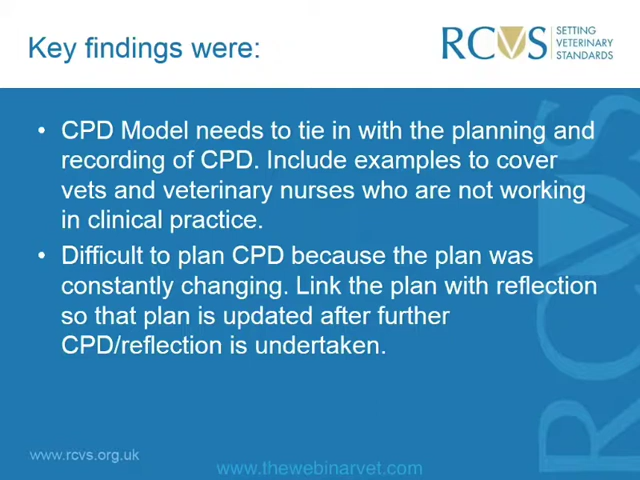 Key findings were:
RCVS
SETTING
VETERINARY
STANDARDS
• CPD Model needs to tie in with the planning and
recording of CPD. Include examples to cover
vets and veterinary nurses who are not working
in clinical practice.
• Difficult to plan CPD because the plan was
constantly changing. Link the plan with reflection
so that plan is updated after further
CPD/reflection is undertaken.
RCVS
www.rcvs.org.uk
www.thewebinarvet.com